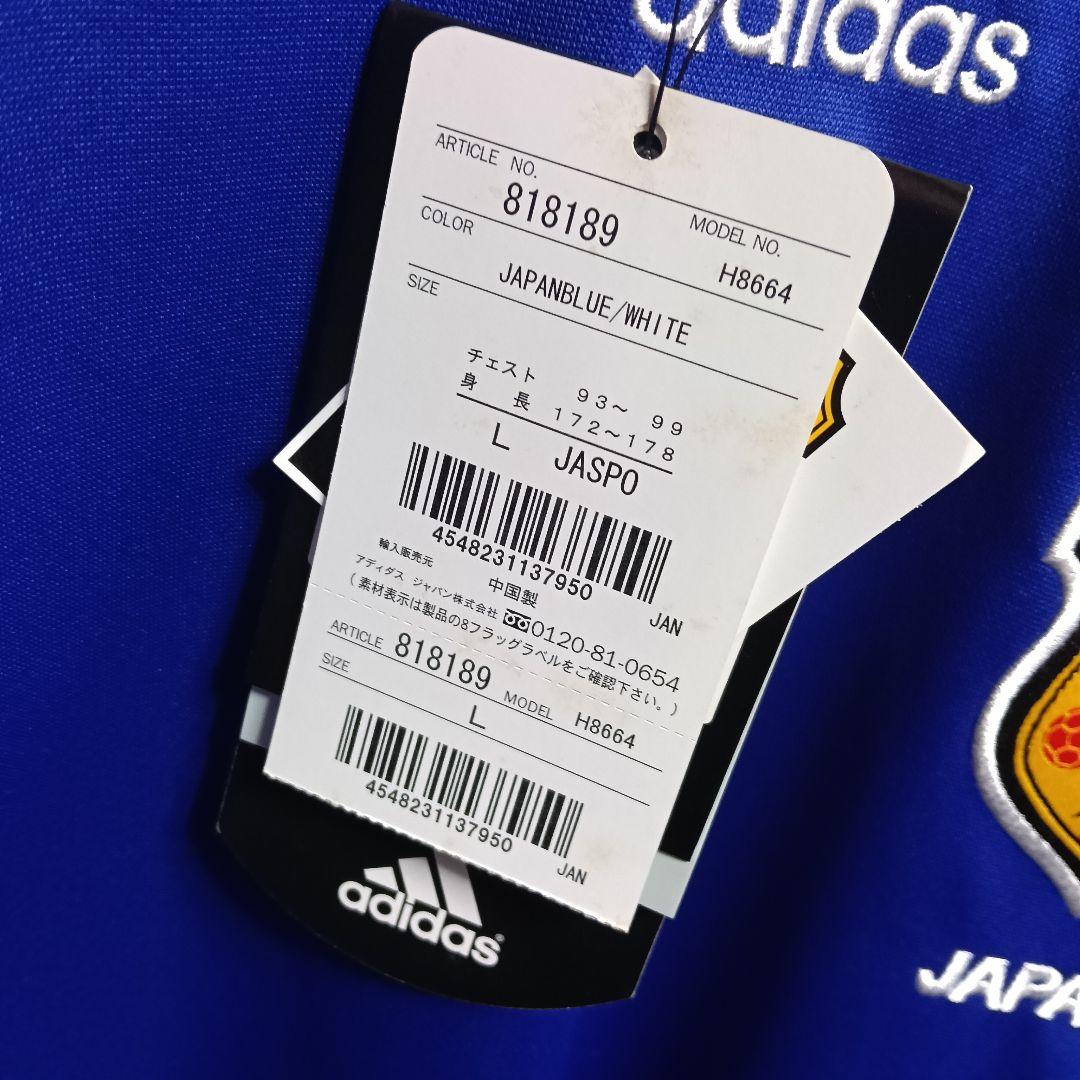 adidas
ARTICLE NO.
818189
MODEL NO.
H8664
COLOR
JAPANBLUE/WHITE
SIZE
チェスト 93～ 99
身 長 172～178
L JASPO
4548231137950
JAN
輸入販売元
中国製
アディダス ジャパン株式会社 0120-81-0654
(素材表示は製品の8フラッグラベルをご確認下さい。)
ARTICLE 818189 MODEL H8664
SIZE L
4548231137950
JAN
adidas
JAPA